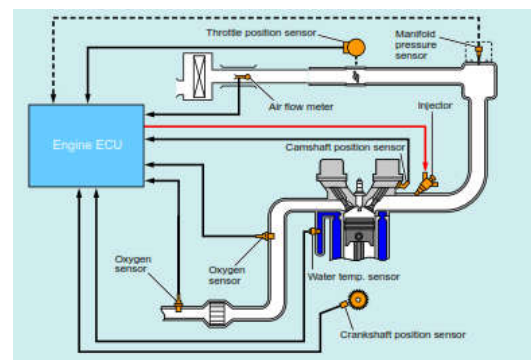 Throttle position sensor
Manifold
pressure
sensor
Air flow meter
Injector
Engine ECU
Camshaft position sensor
Oxygen
sensor
Oxygen
sensor
Water temp. sensor
Crankshaft position sensor